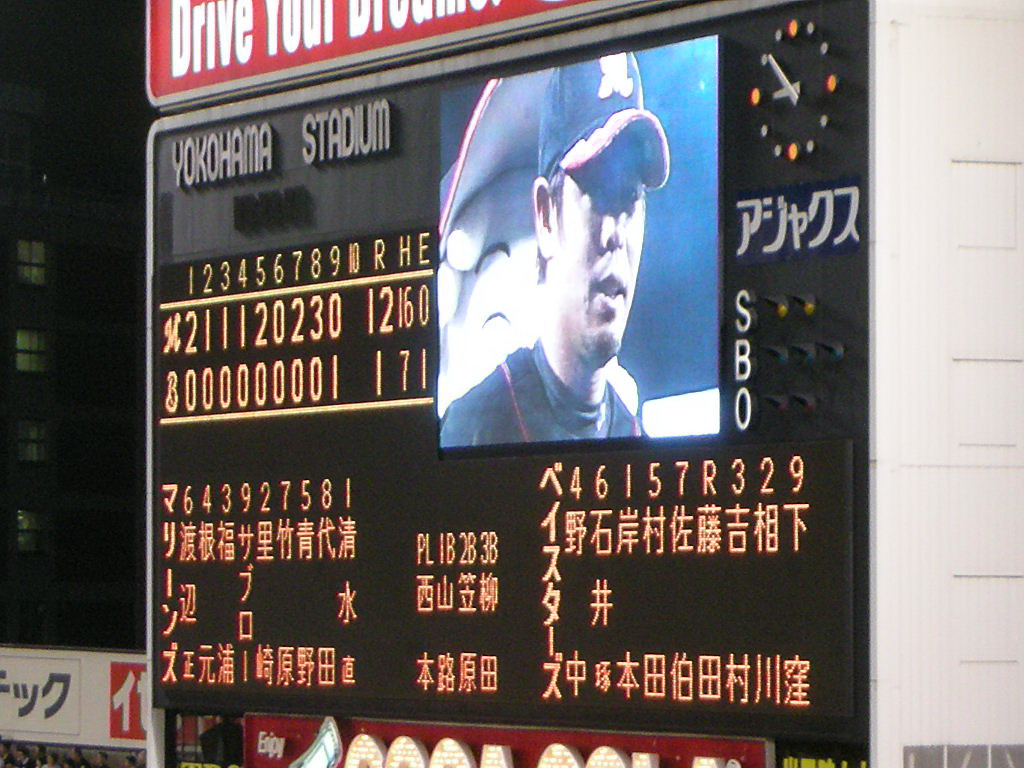 Drive Your Dreams.
YOKOHAMA STADIUM
アジャクス
1 2 3 4 5 6 7 8 9 10 R H E
2 1 1 1 2 0 2 3 0 12 16 0
0 0 0 0 0 0 0 0 1 1 7 1
S
B
O
マリーンズ
6 4 3 9 2 7 5 8 1
渡辺正 根元 福浦 サブロー 里崎 竹原 青野 代田 清水直
PL 1B 2B 3B
西本 山路 笠原 柳田
ベイスターズ
4 6 1 5 7 R 3 2 9
野中 石井琢 岸本 村田 佐伯 藤田 吉村 相川 下窪
チック
Enjoy
COCA-COLA